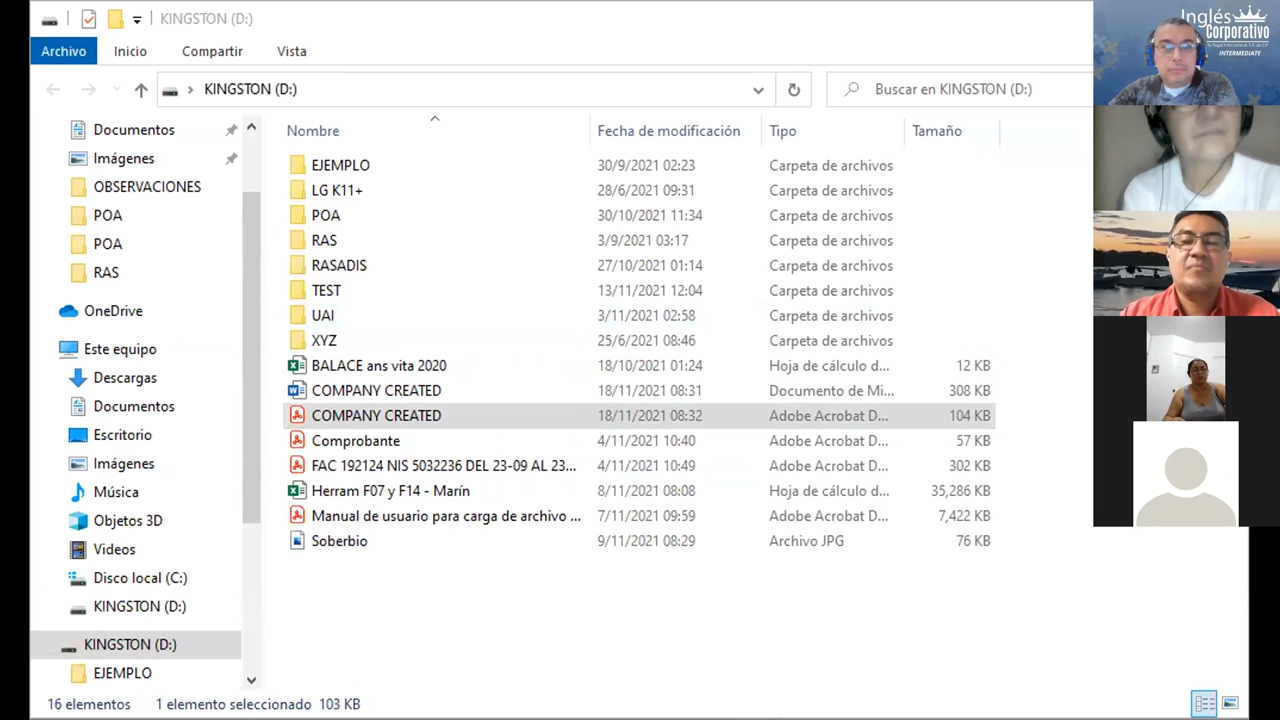 KINGSTON (D:)
Archivo Inicio Compartir Vista
KINGSTON (D:) Buscar en KINGSTON (D:)
Nombre Fecha de modificación Tipo Tamaño
Documentos
Imágenes
OBSERVACIONES
POA
POA
RAS
OneDrive
Este equipo
Descargas
Documentos
Escritorio
Imágenes
Música
Objetos 3D
Videos
Disco local (C:)
KINGSTON (D:)
KINGSTON (D:)
EJEMPLO
EJEMPLO 30/9/2021 02:23 Carpeta de archivos
LG K11+ 28/6/2021 09:31 Carpeta de archivos
POA 30/10/2021 11:34 Carpeta de archivos
RAS 3/9/2021 03:17 Carpeta de archivos
RASADIS 27/10/2021 01:14 Carpeta de archivos
TEST 13/11/2021 12:04 Carpeta de archivos
UAI 3/11/2021 02:58 Carpeta de archivos
XYZ 25/6/2021 08:46 Carpeta de archivos
BALACE ans vita 2020 18/10/2021 01:24 Hoja de cálculo d... 12 KB
COMPANY CREATED 18/11/2021 08:31 Documento de Mi... 308 KB
COMPANY CREATED 18/11/2021 08:32 Adobe Acrobat D... 104 KB
Comprobante 4/11/2021 10:40 Adobe Acrobat D... 57 KB
FAC 192124 NIS 5032236 DEL 23-09 AL 23... 4/11/2021 10:49 Adobe Acrobat D... 302 KB
Herram F07 y F14 - Marín 8/11/2021 08:08 Hoja de cálculo d... 35,286 KB
Manual de usuario para carga de archivo ... 7/11/2021 09:59 Adobe Acrobat D... 7,422 KB
Soberbio 9/11/2021 08:29 Archivo JPG 76 KB
16 elementos 1 elemento seleccionado 103 KB
Inglés
Corporativo
by Regal International S.A. de C.V.
INTERMEDIATE